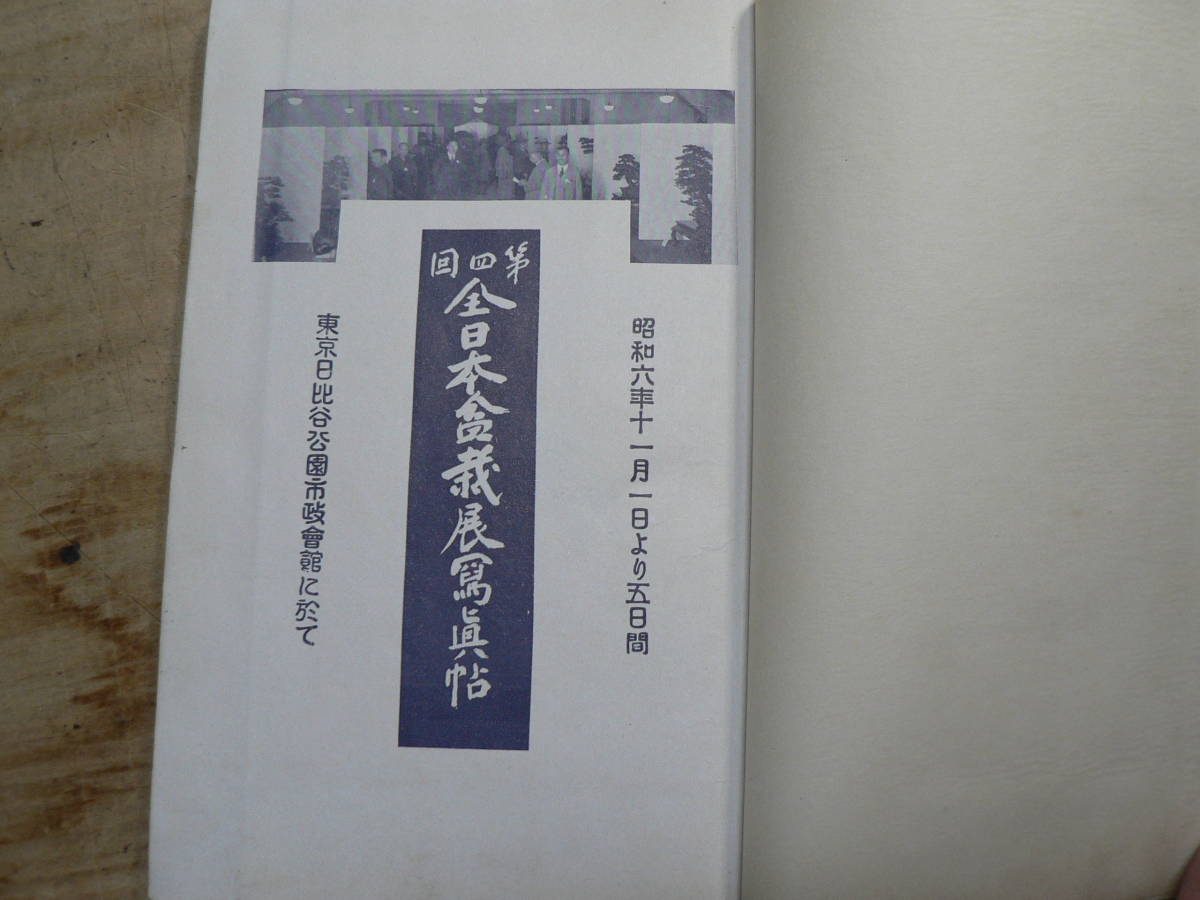 昭和六年十一月一日より五日間
第四回
全日本盆栽展寫眞帖
東京日比谷公園市政會館に於て